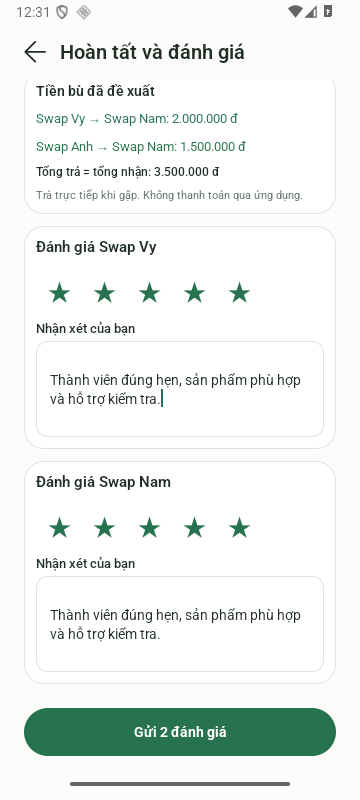 12:31
Hoàn tất và đánh giá
Tiền bù đã đề xuất
Swap Vy → Swap Nam: 2.000.000 đ
Swap Anh → Swap Nam: 1.500.000 đ
Tổng trả = tổng nhận: 3.500.000 đ
Trả trực tiếp khi gặp. Không thanh toán qua ứng dụng.
Đánh giá Swap Vy
★ ★ ★ ★ ★
Nhận xét của bạn
Thành viên đúng hẹn, sản phẩm phù hợp
và hỗ trợ kiểm tra.
Đánh giá Swap Nam
★ ★ ★ ★ ★
Nhận xét của bạn
Thành viên đúng hẹn, sản phẩm phù hợp
và hỗ trợ kiểm tra.
Gửi 2 đánh giá